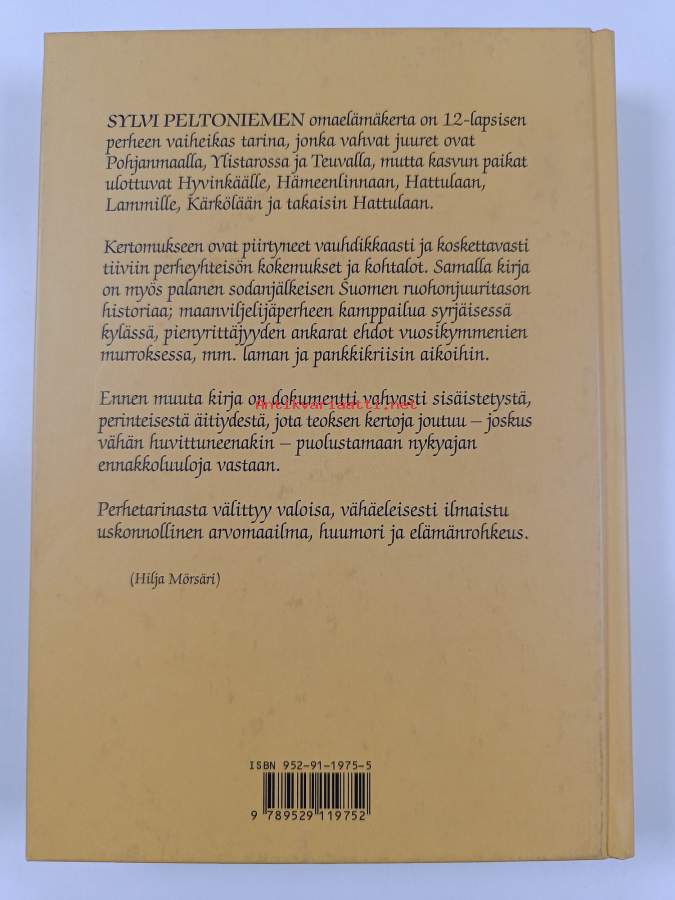 SYLVI PELTONIEMEN omaelämäkerta on 12-lapsisen
perheen vaiheikas tarina, jonka vahvat juuret ovat
Pohjanmaalla, Ylistarossa ja Teuvalla, mutta kasvun paikat
ulottuvat Hyvinkäälle, Hämeenlinnaan, Hattulaan,
Lammille, Kärkölään ja takaisin Hattulaan.
Kertomukseen ovat piirtyneet vauhdikkaasti ja koskettavasti
tiiviin perheyhteisön kokemukset ja kohtalot. Samalla kirja
on myös palanen sodanjälkeisen Suomen ruohonjuuritason
historiaa; maanviljelijäperheen kamppailua syrjäisessä
kylässä, pienyrittäjyyden ankarat ehdot vuosikymmenien
murroksessa, mm. laman ja pankkikriisin aikoihin.
Ennen muuta kirja on dokumentti vahvasti sisäistetystä,
Antikvariaatti.net
perinteisestä äitiydestä, jota teoksen kertoja joutuu – joskus
vähän huvittuneenakin – puolustamaan nykyajan
ennakkoluuloja vastaan.
Perhetarinasta välittyy valoisa, vähäeleisesti ilmaistu
uskonnollinen arvomaailma, huumori ja elämänrohkeus.
(Hilja Mörsäri)
ISBN 952-91-1975-5
9 789529 119752